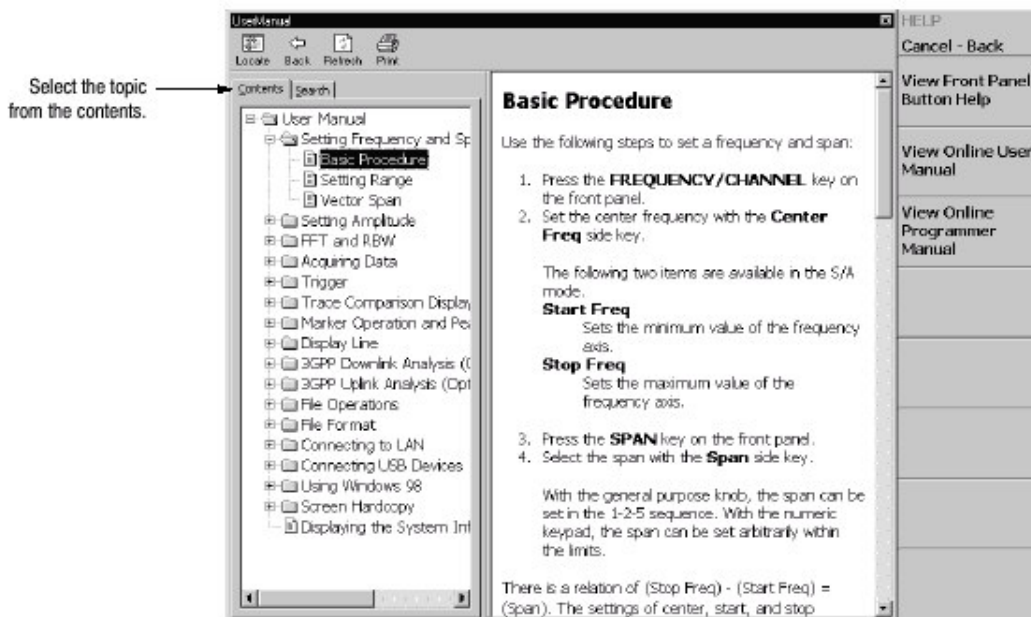 Select the topic
from the contents.
UserManual
Locate Back Refresh Print
Contents Search
User Manual
Setting Frequency and Sp
Basic Procedure
Setting Range
Vector Span
Setting Amplitude
FFT and RBW
Acquiring Data
Trigger
Trace Comparison Display
Marker Operation and Pea
Display Line
3GPP Downlink Analysis (O
3GPP Uplink Analysis (Opt
File Operations
File Format
Connecting to LAN
Connecting USB Devices
Using Windows 98
Screen Hardcopy
Displaying the System Inf
Basic Procedure
Use the following steps to set a frequency and span:
1. Press the FREQUENCY/CHANNEL key on
the front panel.
2. Set the center frequency with the Center
Freq side key.
The following two items are available in the S/A
mode.
Start Freq
Sets the minimum value of the frequency
axis.
Stop Freq
Sets the maximum value of the
frequency axis.
3. Press the SPAN key on the front panel.
4. Select the span with the Span side key.
With the general purpose knob, the span can be
set in the 1-2-5 sequence. With the numeric
keypad, the span can be set arbitrarily within
the limits.
There is a relation of (Stop Freq) - (Start Freq) =
(Span). The settings of center, start, and stop
HELP
Cancel - Back
View Front Panel
Button Help
View Online User
Manual
View Online
Programmer
Manual